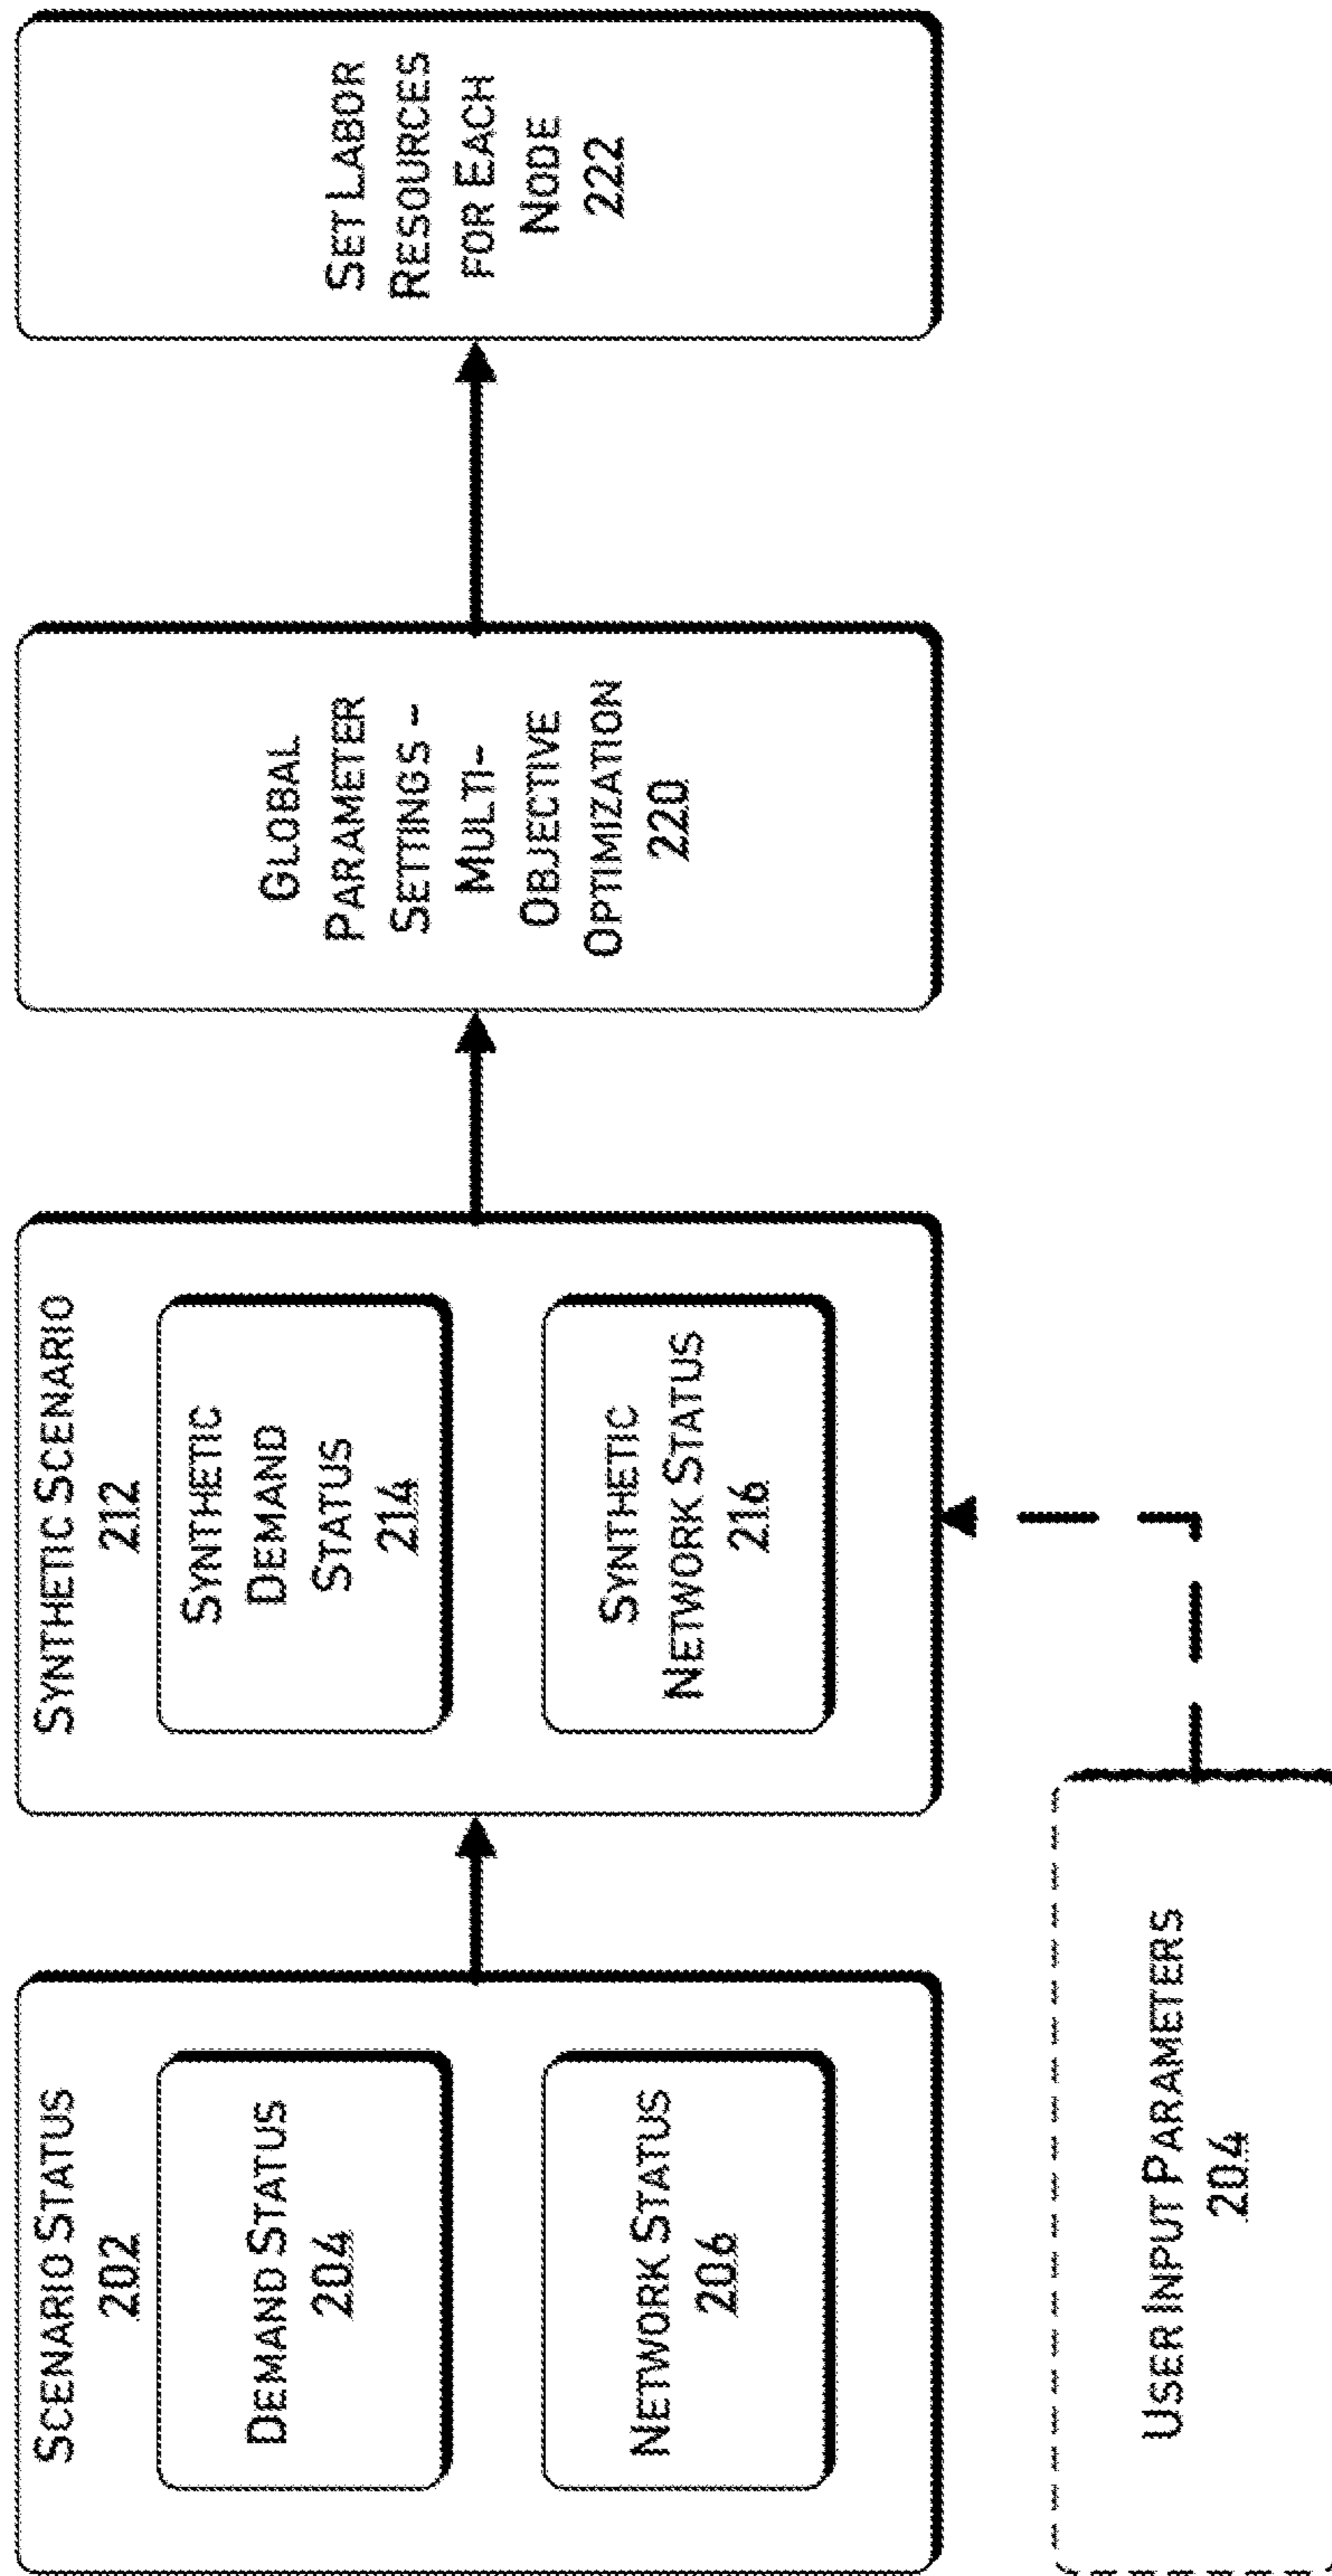 SCENARIO STATUS
202
DEMAND STATUS
204
NETWORK STATUS
206
USER INPUT PARAMETERS
204
SYNTHETIC SCENARIO
212
SYNTHETIC
DEMAND
STATUS
214
SYNTHETIC
NETWORK STATUS
216
GLOBAL
PARAMETER
SETTINGS –
MULTI-
OBJECTIVE
OPTIMIZATION
220
SET LABOR
RESOURCES
FOR EACH
NODE
222